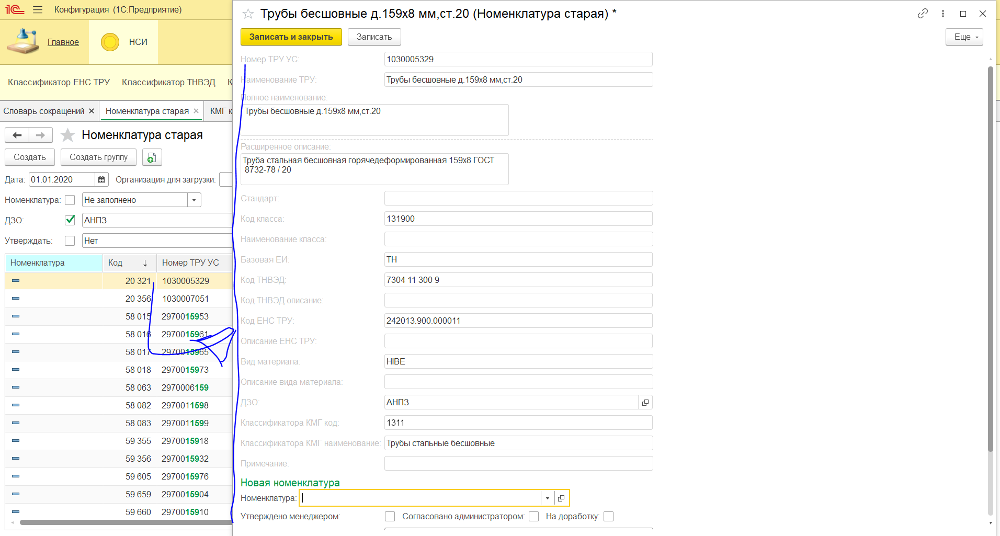 1С Конфигурация (1С:Предприятие)
Главное
НСИ
Классификатор ЕНС ТРУ Классификатор ТНВЭД К
Словарь сокращений × Номенклатура старая × КМГ к
Номенклатура старая
Создать Создать группу
Дата: 01.01.2020 Организация для загрузки:
Номенклатура: Не заполнено
ДЗО: АНПЗ
Утверждать: Нет
Номенклатура Код ↓ Номер ТРУ УС
20 321 1030005329
20 356 1030007051
58 015 2970015953
58 016 2970015961
58 017 2970015965
58 018 2970015973
58 063 2970006159
58 082 2970011598
58 083 2970011599
59 355 2970015918
59 356 2970015932
59 605 2970015976
59 659 2970015904
59 660 2970015910
Трубы бесшовные д.159х8 мм,ст.20 (Номенклатура старая) *
Записать и закрыть Записать Еще
Номер ТРУ УС: 1030005329
Наименование ТРУ: Трубы бесшовные д.159х8 мм,ст.20
Полное наименование:
Трубы бесшовные д.159х8 мм,ст.20
Расширенное описание:
Труба стальная бесшовная горячедеформированная 159х8 ГОСТ
8732-78 / 20
Стандарт:
Код класса: 131900
Наименование класса:
Базовая ЕИ: ТН
Код ТНВЭД: 7304 11 300 9
Код ТНВЭД описание:
Код ЕНС ТРУ: 242013.900.000011
Описание ЕНС ТРУ:
Вид материала: HIBE
Описание вида материала:
ДЗО: АНПЗ
Классификатора КМГ код: 1311
Классификатора КМГ наименование: Трубы стальные бесшовные
Примечание:
Новая номенклатура
Номенклатура:
Утверждено менеджером: Согласовано администратором: На доработку: